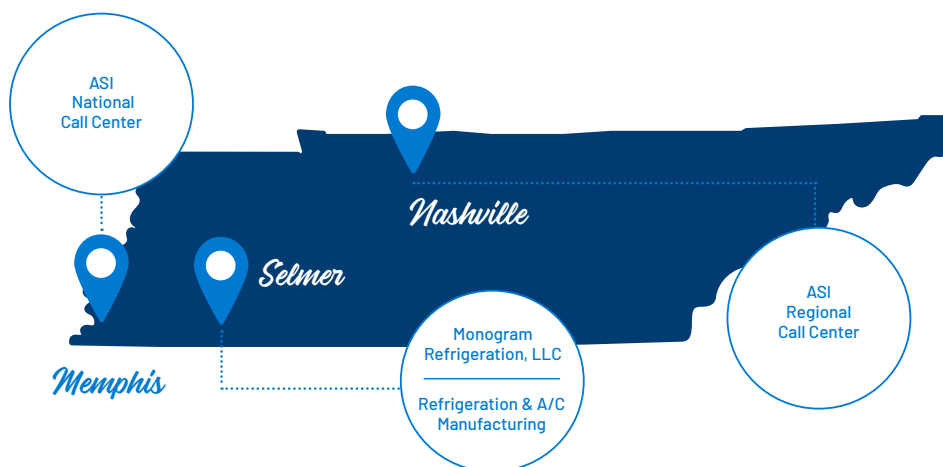 ASI
National
Call Center
Nashville
Selmer
Memphis
Monogram
Refrigeration, LLC
Refrigeration & A/C
Manufacturing
ASI
Regional
Call Center